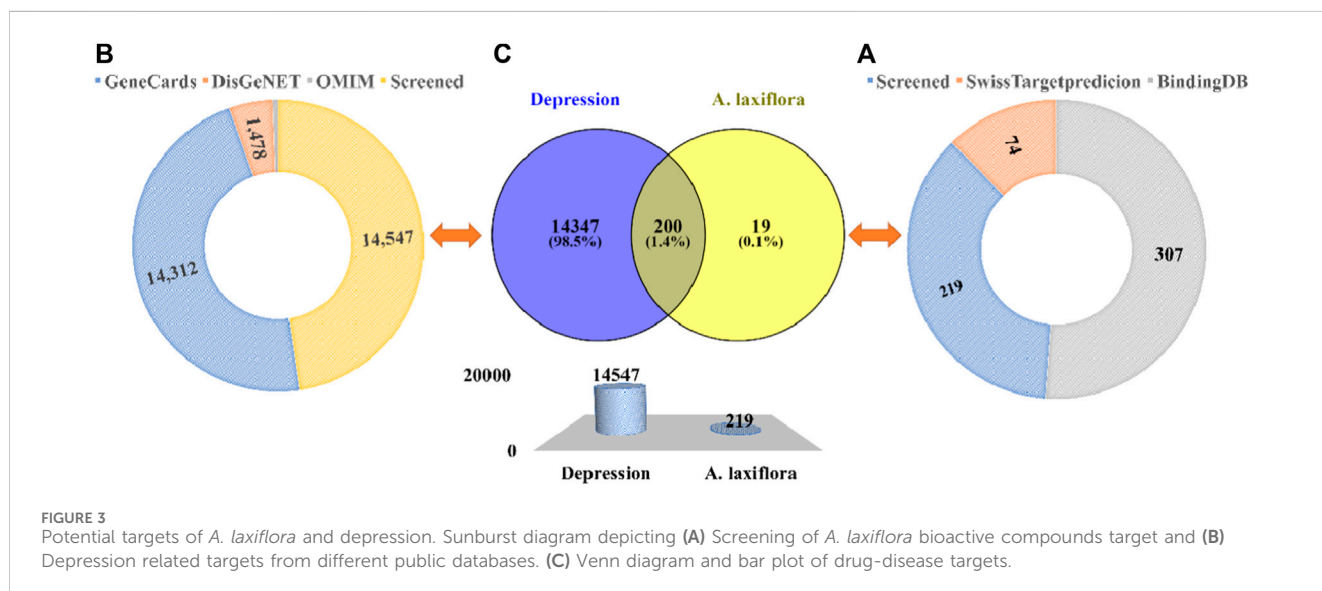 B
GeneCards DisGeNET OMIM Screened
1,478
14,547
14,312
C
Depression A. laxiflora
14347
(98.5%)
200
(1.4%)
19
(0.1%)
20000
14547
219
0
Depression A. laxiflora
A
Screened SwissTargetpredicion BindingDB
74
307
219
FIGURE 3
Potential targets of A. laxiflora and depression. Sunburst diagram depicting (A) Screening of A. laxiflora bioactive compounds target and (B)
Depression related targets from different public databases. (C) Venn diagram and bar plot of drug-disease targets.